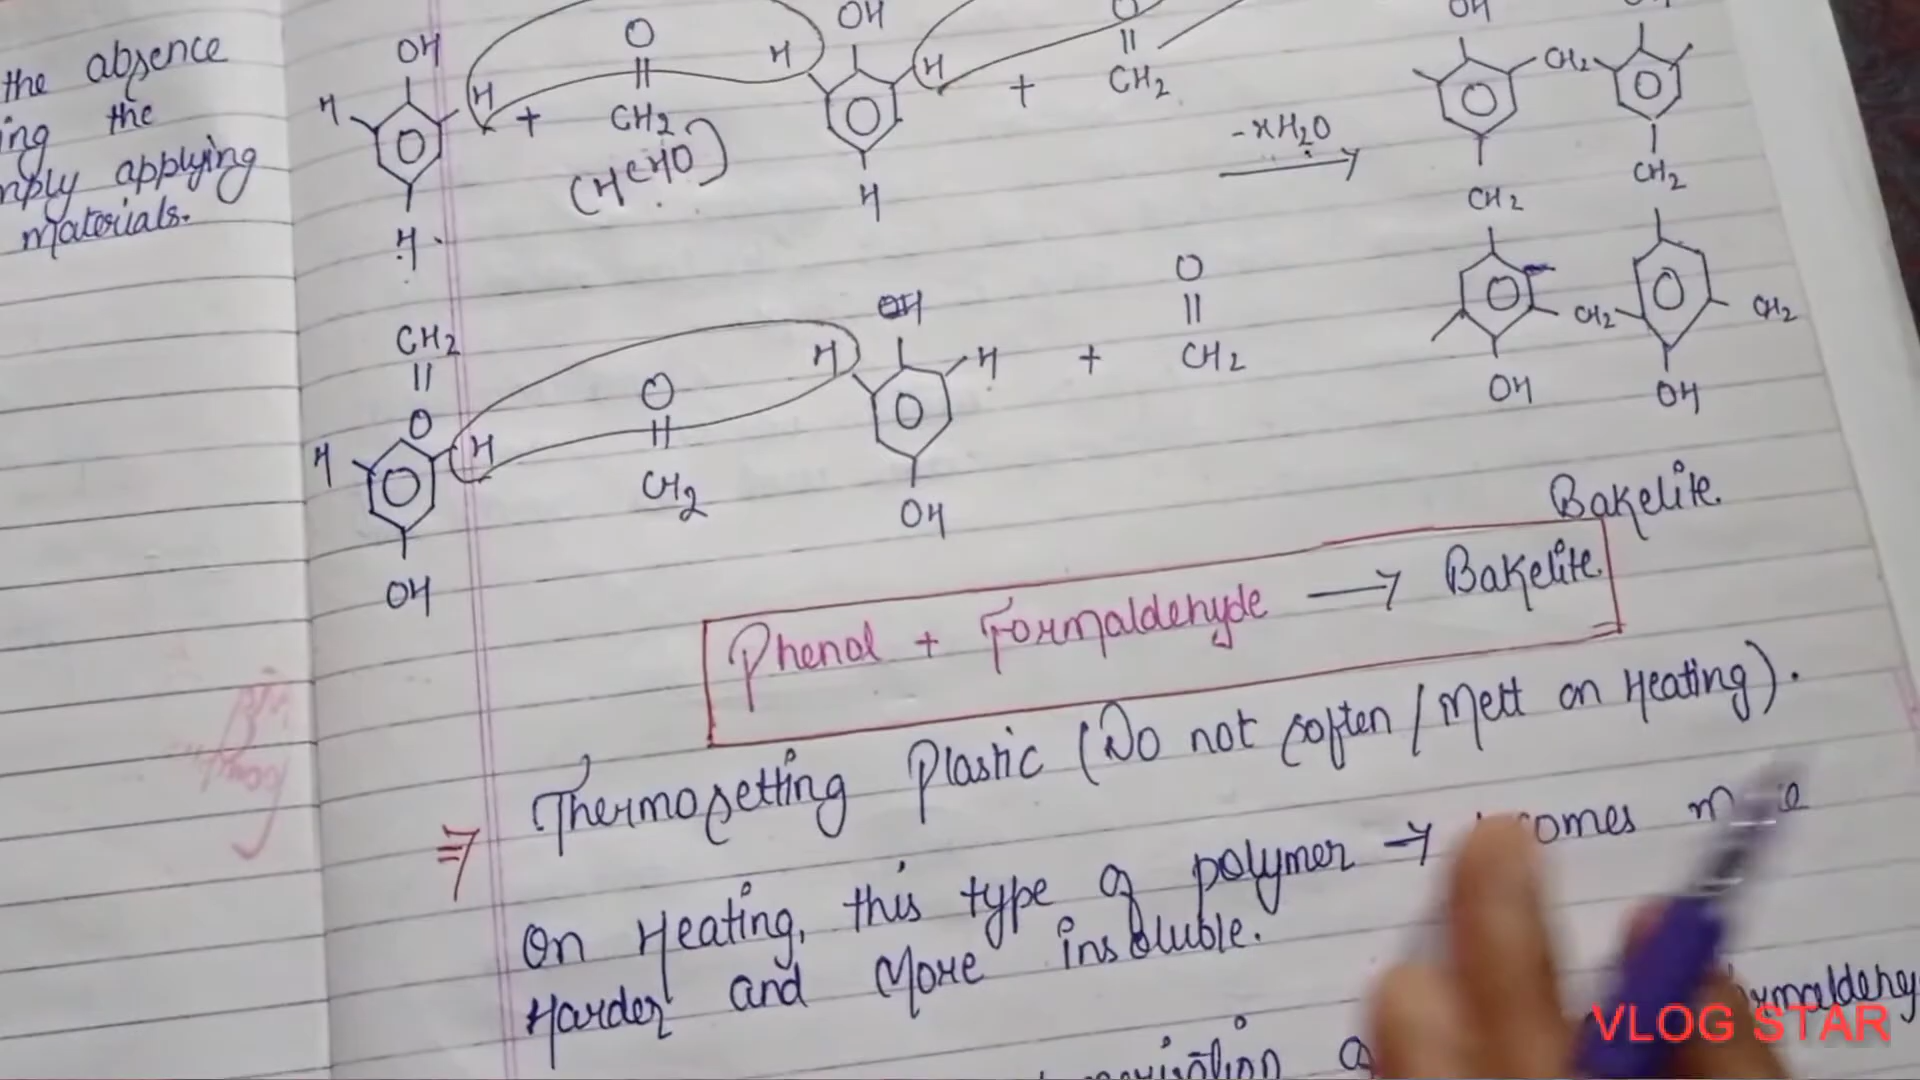 the absence
ing the
applying
materials.
OH
O
OH
O
OH
H
H
+
CH2
(HCHO)
H
H
+
CH2
-xH2O
CH2
H
H
CH2
CH2
CH2
O
||
CH2
O
H
H
O
||
CH2
OH
H
H
+
CH2
CH2
OH
OH
OH
OH
Bakelite.
Phenol + Formaldehyde → Bakelite
Thermosetting Plastic (Do not soften / Melt on Heating).
⇒ On Heating, this type of polymer →
Harder and More insoluble.
VLOG STAR